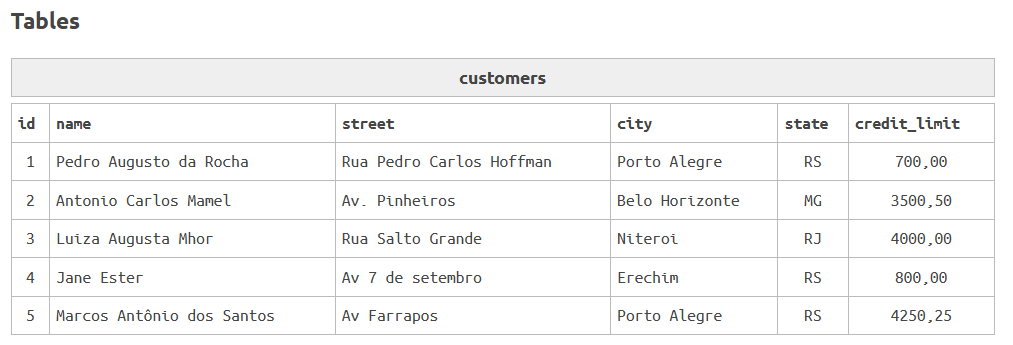 Tables
customers
id name street city state credit_limit
1 Pedro Augusto da Rocha Rua Pedro Carlos Hoffman Porto Alegre RS 700,00
2 Antonio Carlos Mamel Av. Pinheiros Belo Horizonte MG 3500,50
3 Luiza Augusta Mhor Rua Salto Grande Niteroi RJ 4000,00
4 Jane Ester Av 7 de setembro Erechim RS 800,00
5 Marcos Antônio dos Santos Av Farrapos Porto Alegre RS 4250,25